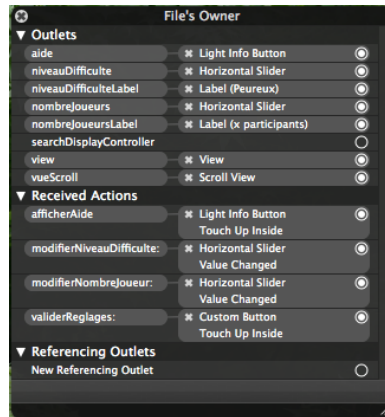 File's Owner
▼ Outlets
aide ✖ Light Info Button
niveauDifficulte ✖ Horizontal Slider
niveauDifficulteLabel ✖ Label (Peureux)
nombreJoueurs ✖ Horizontal Slider
nombreJoueursLabel ✖ Label (x participants)
searchDisplayController
view ✖ View
vueScroll ✖ Scroll View
▼ Received Actions
afficherAide ✖ Light Info Button
Touch Up Inside
modifierNiveauDifficulte: ✖ Horizontal Slider
Value Changed
modifierNombreJoueur: ✖ Horizontal Slider
Value Changed
validerReglages: ✖ Custom Button
Touch Up Inside
▼ Referencing Outlets
New Referencing Outlet